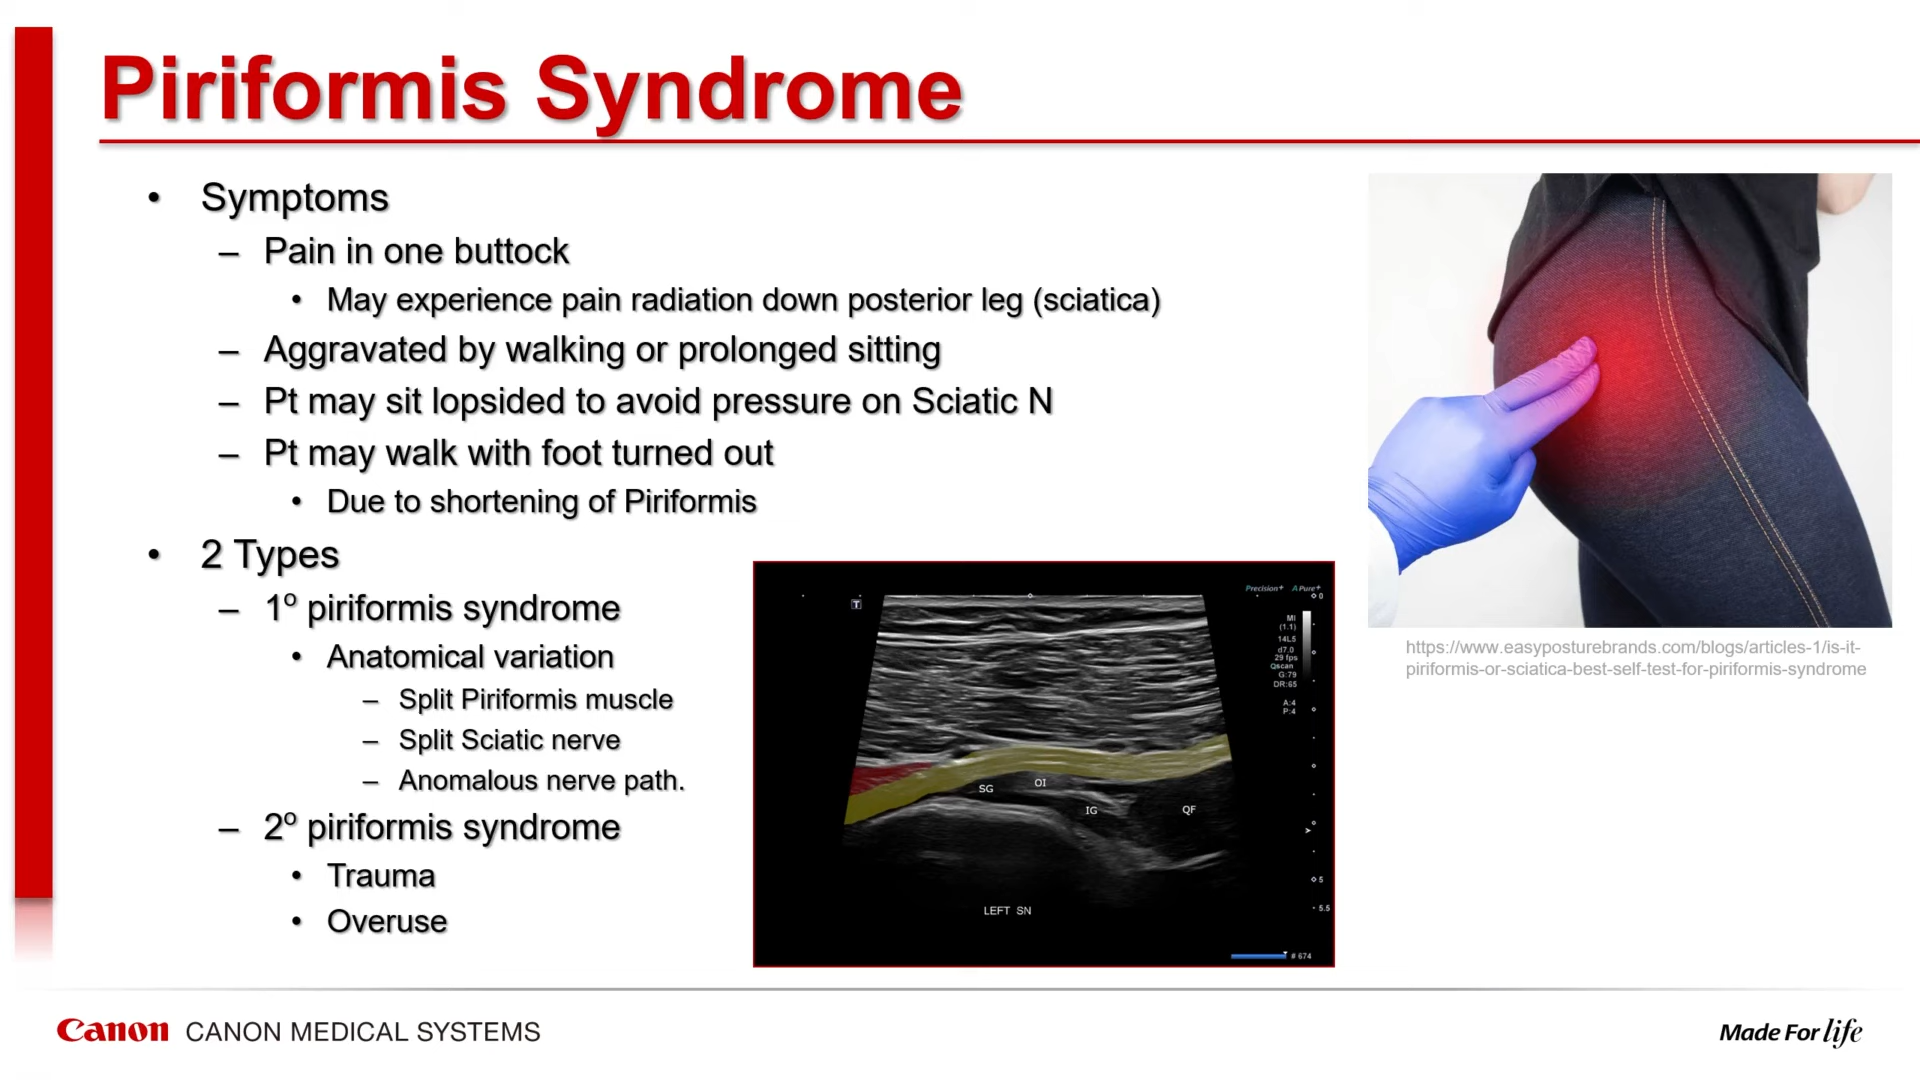 Piriformis Syndrome
• Symptoms
– Pain in one buttock
• May experience pain radiation down posterior leg (sciatica)
– Aggravated by walking or prolonged sitting
– Pt may sit lopsided to avoid pressure on Sciatic N
– Pt may walk with foot turned out
• Due to shortening of Piriformis
• 2 Types
– 1º piriformis syndrome
• Anatomical variation
– Split Piriformis muscle
– Split Sciatic nerve
– Anomalous nerve path.
– 2º piriformis syndrome
• Trauma
• Overuse
Precision+ APure+
T
0
MI
(1.1)
14L5
d7.0
29 fps
Qscan
G:79
DR:65
A:4
P:4
SG
OI
IG
QF
5
5.5
LEFT SN
# 674
https://www.easyposturebrands.com/blogs/articles-1/is-it-
piriformis-or-sciatica-best-self-test-for-piriformis-syndrome
Canon CANON MEDICAL SYSTEMS
Made For life